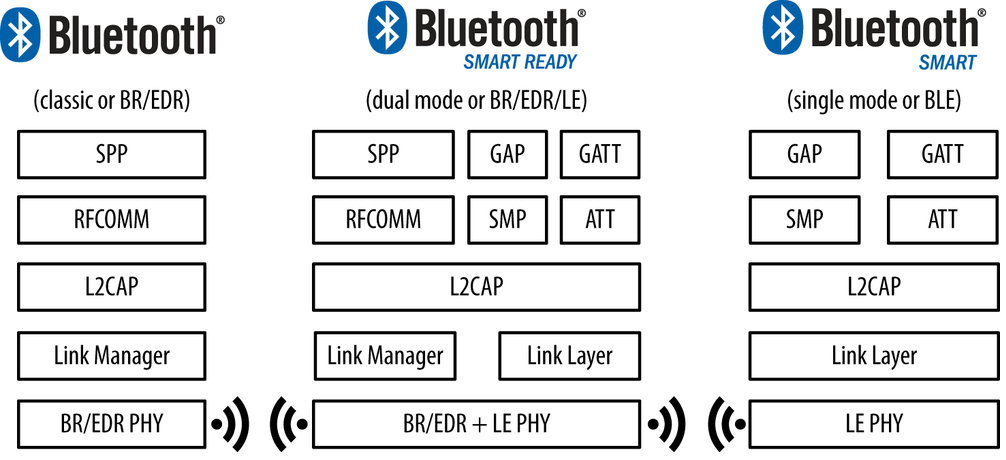 Bluetooth®
(classic or BR/EDR)
SPP
RFCOMM
L2CAP
Link Manager
BR/EDR PHY
Bluetooth®
SMART READY
(dual mode or BR/EDR/LE)
SPP GAP GATT
RFCOMM SMP ATT
L2CAP
Link Manager Link Layer
BR/EDR + LE PHY
Bluetooth®
SMART
(single mode or BLE)
GAP GATT
SMP ATT
L2CAP
Link Layer
LE PHY